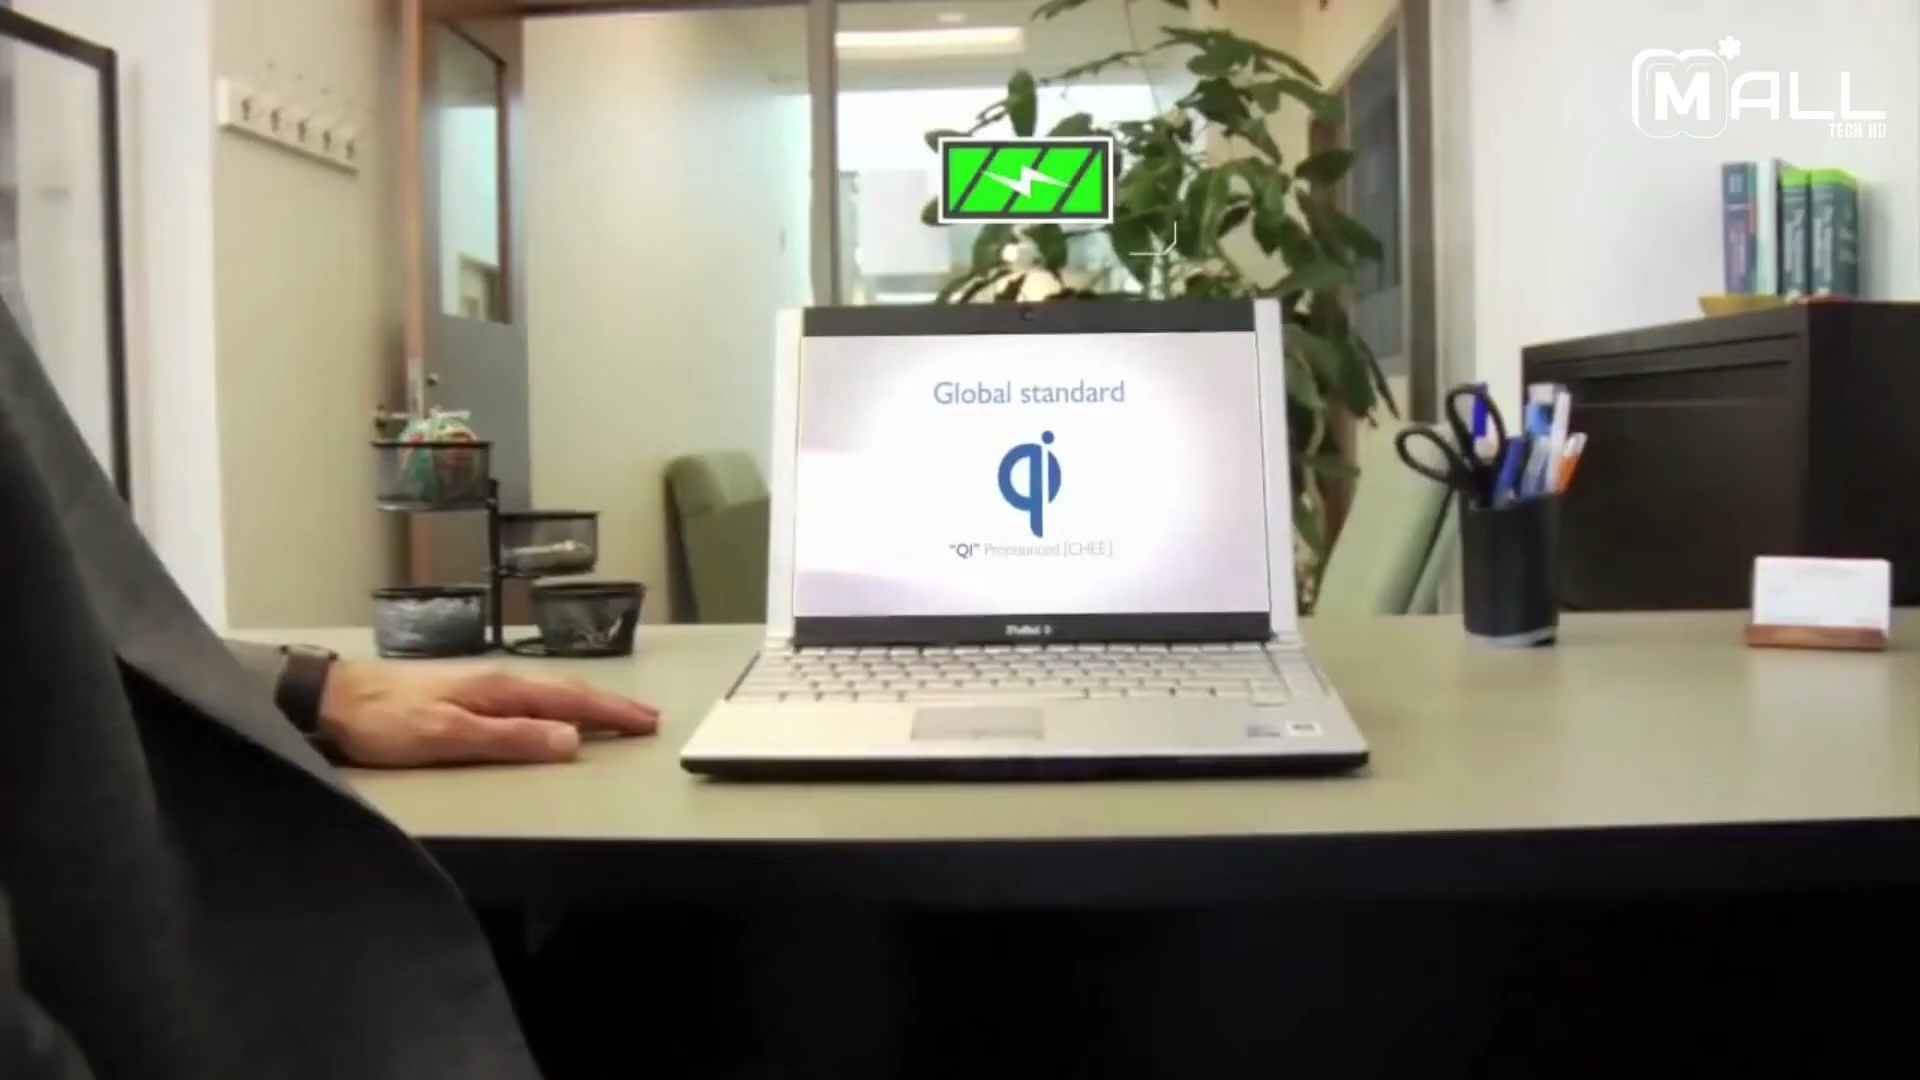 MALL
TECH HD
Global standard
qi
"QI" Pronounced [CHEE]